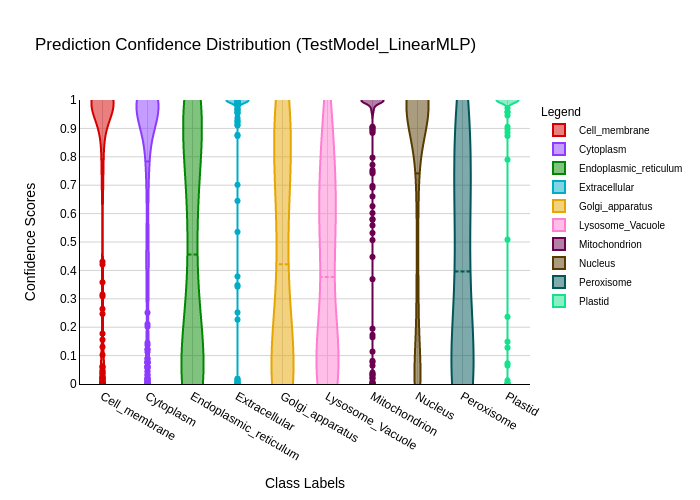 Prediction Confidence Distribution (TestModel_LinearMLP)
Legend
Cell_membrane
Cytoplasm
Endoplasmic_reticulum
Extracellular
Golgi_apparatus
Lysosome_Vacuole
Mitochondrion
Nucleus
Peroxisome
Plastid
Confidence Scores
1
0.9
0.8
0.7
0.6
0.5
0.4
0.3
0.2
0.1
0
Cell_membrane
Cytoplasm
Endoplasmic_reticulum
Extracellular
Golgi_apparatus
Lysosome_Vacuole
Mitochondrion
Nucleus
Peroxisome
Plastid
Class Labels